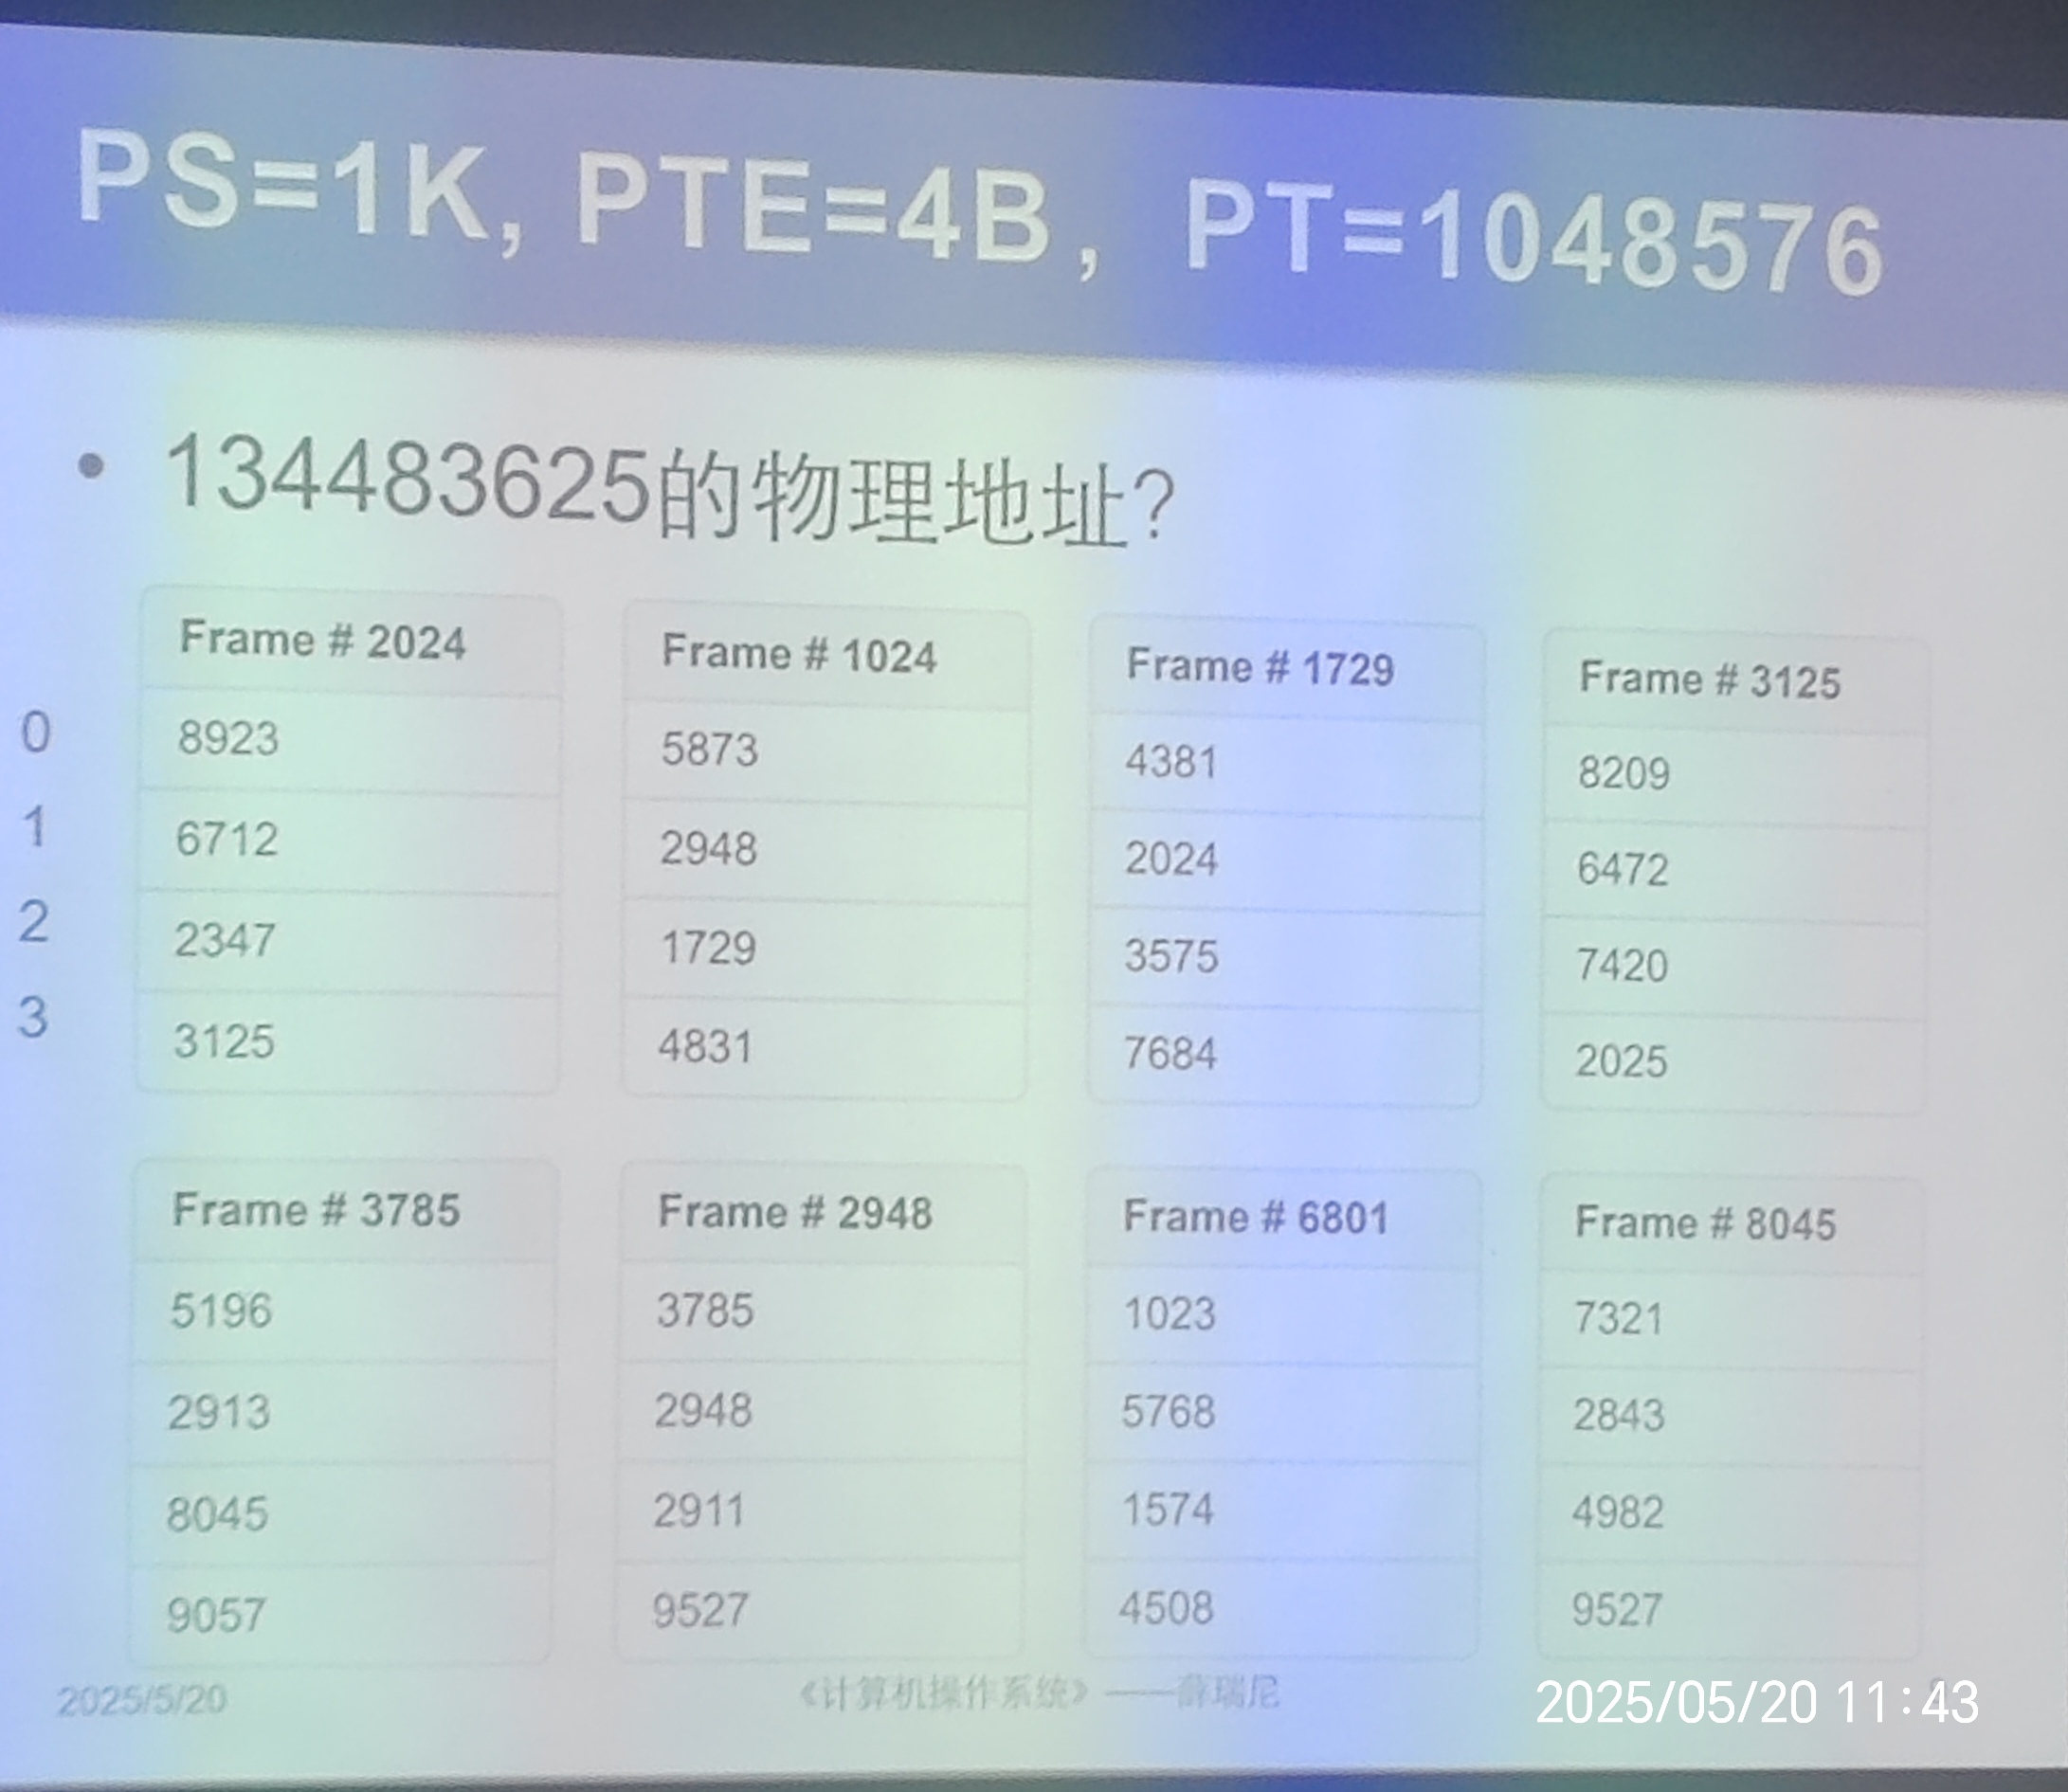 PS=1K, PTE=4B， PT=1048576
• 134483625的物理地址?
Frame # 2024 Frame # 1024 Frame # 1729 Frame # 3125
0 8923 5873 4381 8209
1 6712 2948 2024 6472
2 2347 1729 3575 7420
3 3125 4831 7684 2025
Frame # 3785 Frame # 2948 Frame # 6801 Frame # 8045
5196 3785 1023 7321
2913 2948 5768 2843
8045 2911 1574 4982
9057 9527 4508 9527
2025/5/20 《计算机操作系统》——薛瑞尼
2025/05/20 11:43